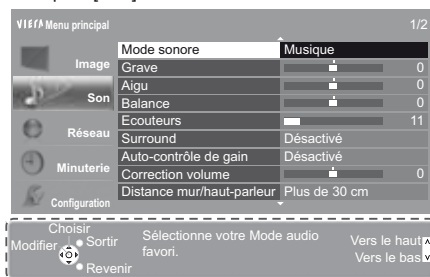 VIERA Menu principal 1/2
Image
Son
Réseau
Minuterie
Configuration
Mode sonore Musique
Grave 0
Aigu 0
Balance 0
Ecouteurs 11
Surround Désactivé
Auto-contrôle de gain Désactivé
Correction volume 0
Distance mur/haut-parleur Plus de 30 cm
Choisir
Modifier
Sortir
Revenir
Sélectionne votre Mode audio
favori.
Vers le haut
Vers le bas